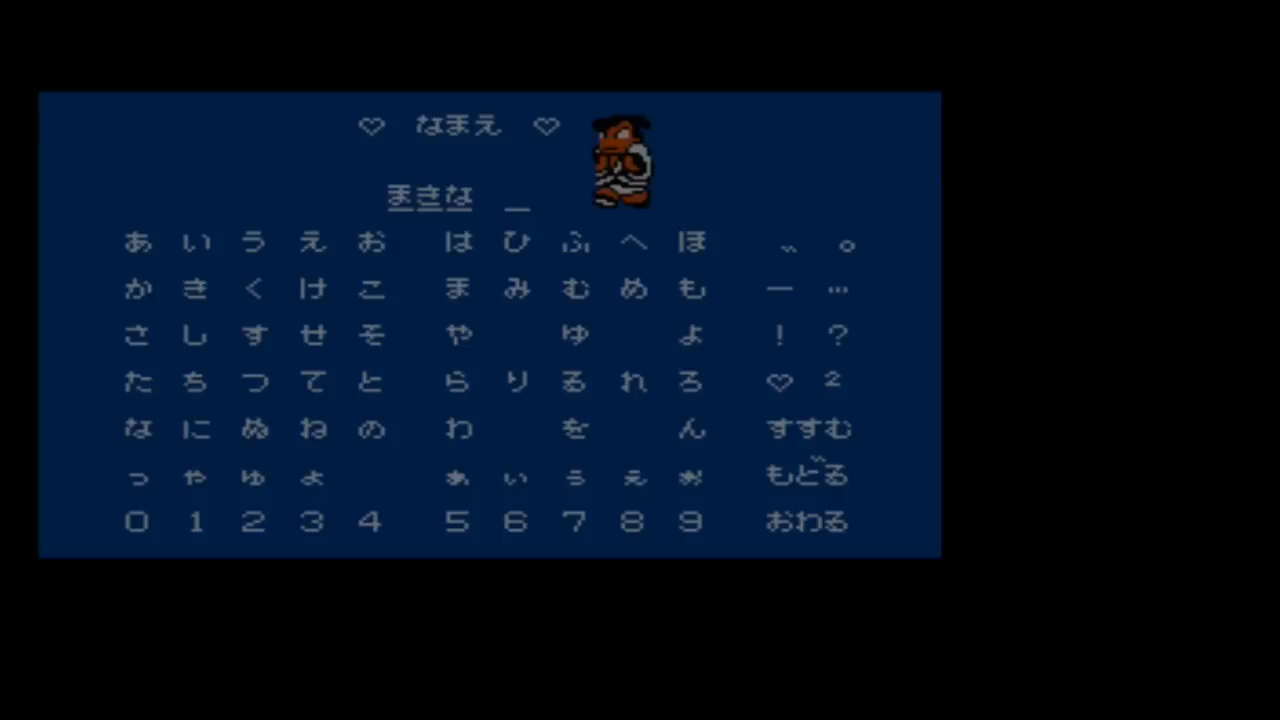 ♡ なまえ ♡
まきな _
あ い う え お は ひ ふ へ ほ ゛ ゜
か き く け こ ま み む め も ー …
さ し す せ そ や ゆ よ ! ?
た ち つ て と ら り る れ ろ ♡ 2
な に ぬ ね の わ を ん すすむ
っ ゃ ゅ ょ ぁ ぃ ぅ ぇ ぉ もどる
0 1 2 3 4 5 6 7 8 9 おわる